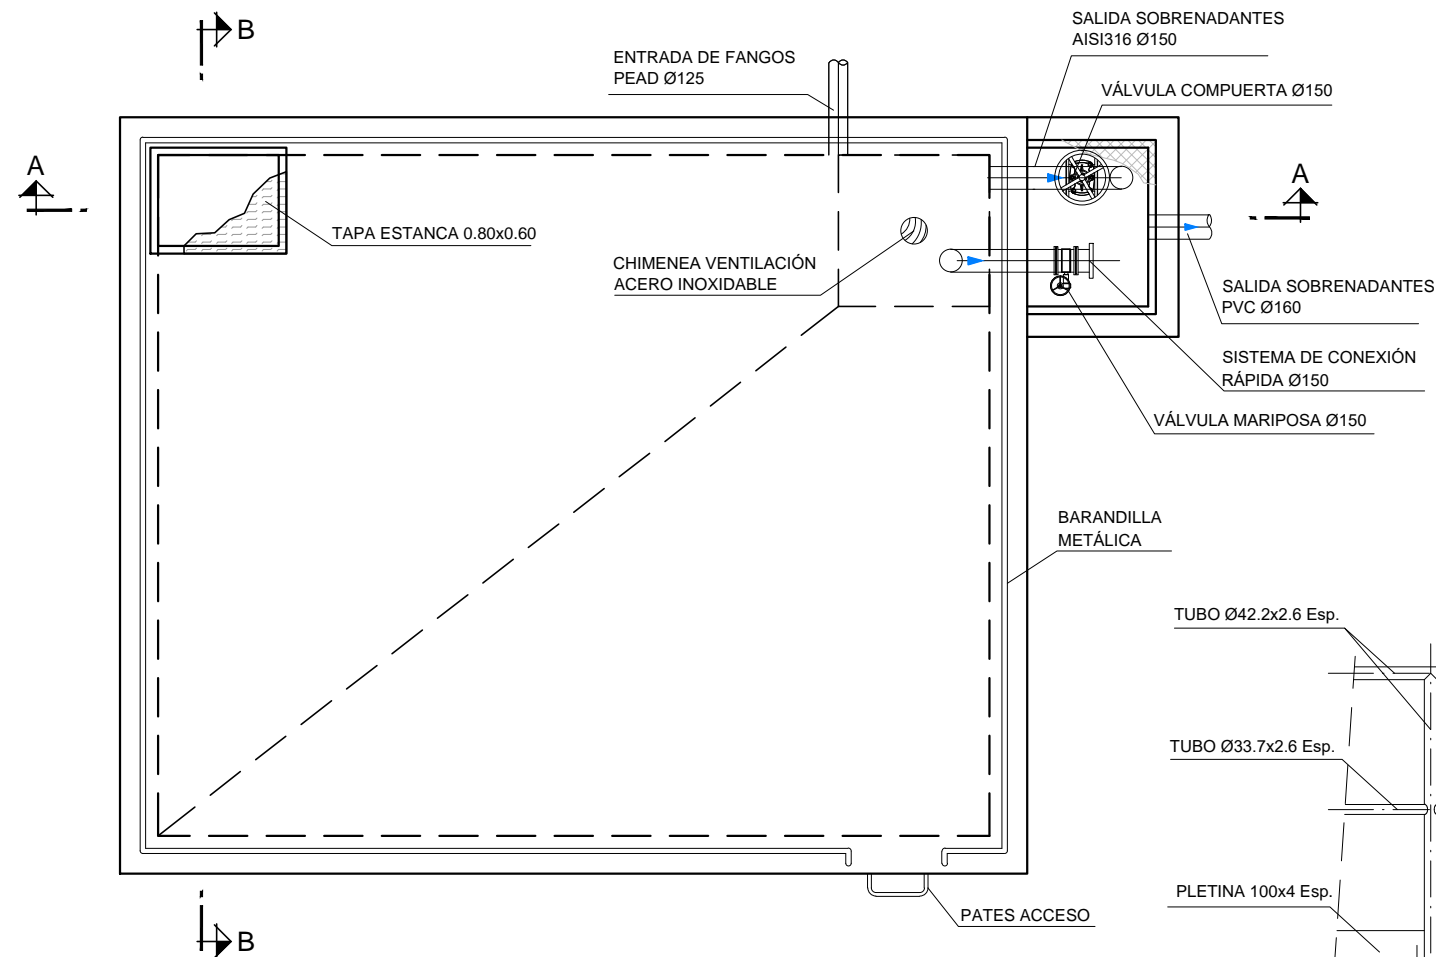 B
SALIDA SOBRENADANTES
AISI316 Ø150
ENTRADA DE FANGOS
PEAD Ø125
VÁLVULA COMPUERTA Ø150
A
A
TAPA ESTANCA 0.80x0.60
CHIMENEA VENTILACIÓN
ACERO INOXIDABLE
SALIDA SOBRENADANTES
PVC Ø160
SISTEMA DE CONEXIÓN
RÁPIDA Ø150
VÁLVULA MARIPOSA Ø150
BARANDILLA
METÁLICA
TUBO Ø42.2x2.6 Esp.
TUBO Ø33.7x2.6 Esp.
PLETINA 100x4 Esp.
PATES ACCESO
B